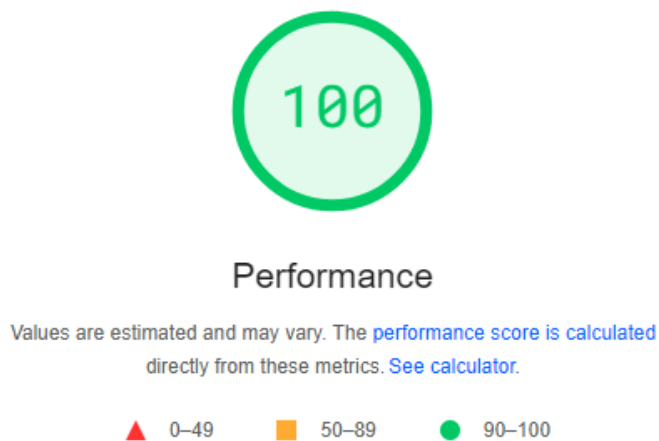 100
Performance
Values are estimated and may vary. The performance score is calculated
directly from these metrics. See calculator.
0–49 50–89 90–100